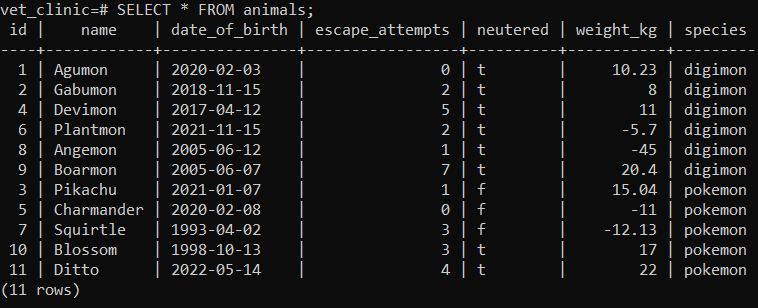 vet_clinic=# SELECT * FROM animals;
 id |    name    | date_of_birth | escape_attempts | neutered | weight_kg | species
----+------------+---------------+-----------------+----------+-----------+---------
  1 | Agumon     | 2020-02-03    |               0 | t        |     10.23 | digimon
  2 | Gabumon    | 2018-11-15    |               2 | t        |         8 | digimon
  4 | Devimon    | 2017-04-12    |               5 | t        |        11 | digimon
  6 | Plantmon   | 2021-11-15    |               2 | t        |      -5.7 | digimon
  8 | Angemon    | 2005-06-12    |               1 | t        |       -45 | digimon
  9 | Boarmon    | 2005-06-07    |               7 | t        |      20.4 | digimon
  3 | Pikachu    | 2021-01-07    |               1 | f        |     15.04 | pokemon
  5 | Charmander | 2020-02-08    |               0 | f        |       -11 | pokemon
  7 | Squirtle   | 1993-04-02    |               3 | f        |    -12.13 | pokemon
 10 | Blossom    | 1998-10-13    |               3 | t        |        17 | pokemon
 11 | Ditto      | 2022-05-14    |               4 | t        |        22 | pokemon
(11 rows)